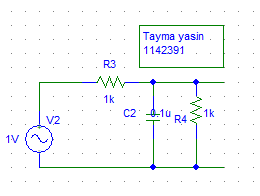 Tayma yasin
1142391
R3
1k
V2
1V
C2 0.1u
R4 1k